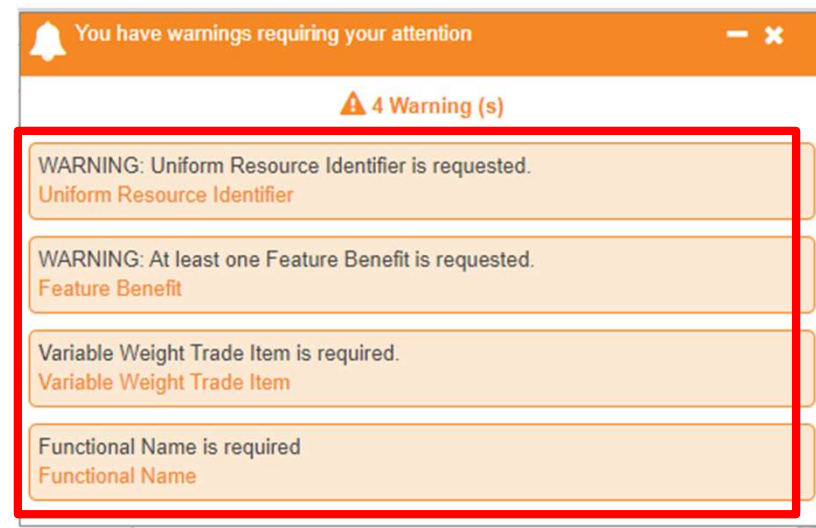 You have warnings requiring your attention
4 Warning (s)
WARNING: Uniform Resource Identifier is requested.
Uniform Resource Identifier
WARNING: At least one Feature Benefit is requested.
Feature Benefit
Variable Weight Trade Item is required.
Variable Weight Trade Item
Functional Name is required
Functional Name